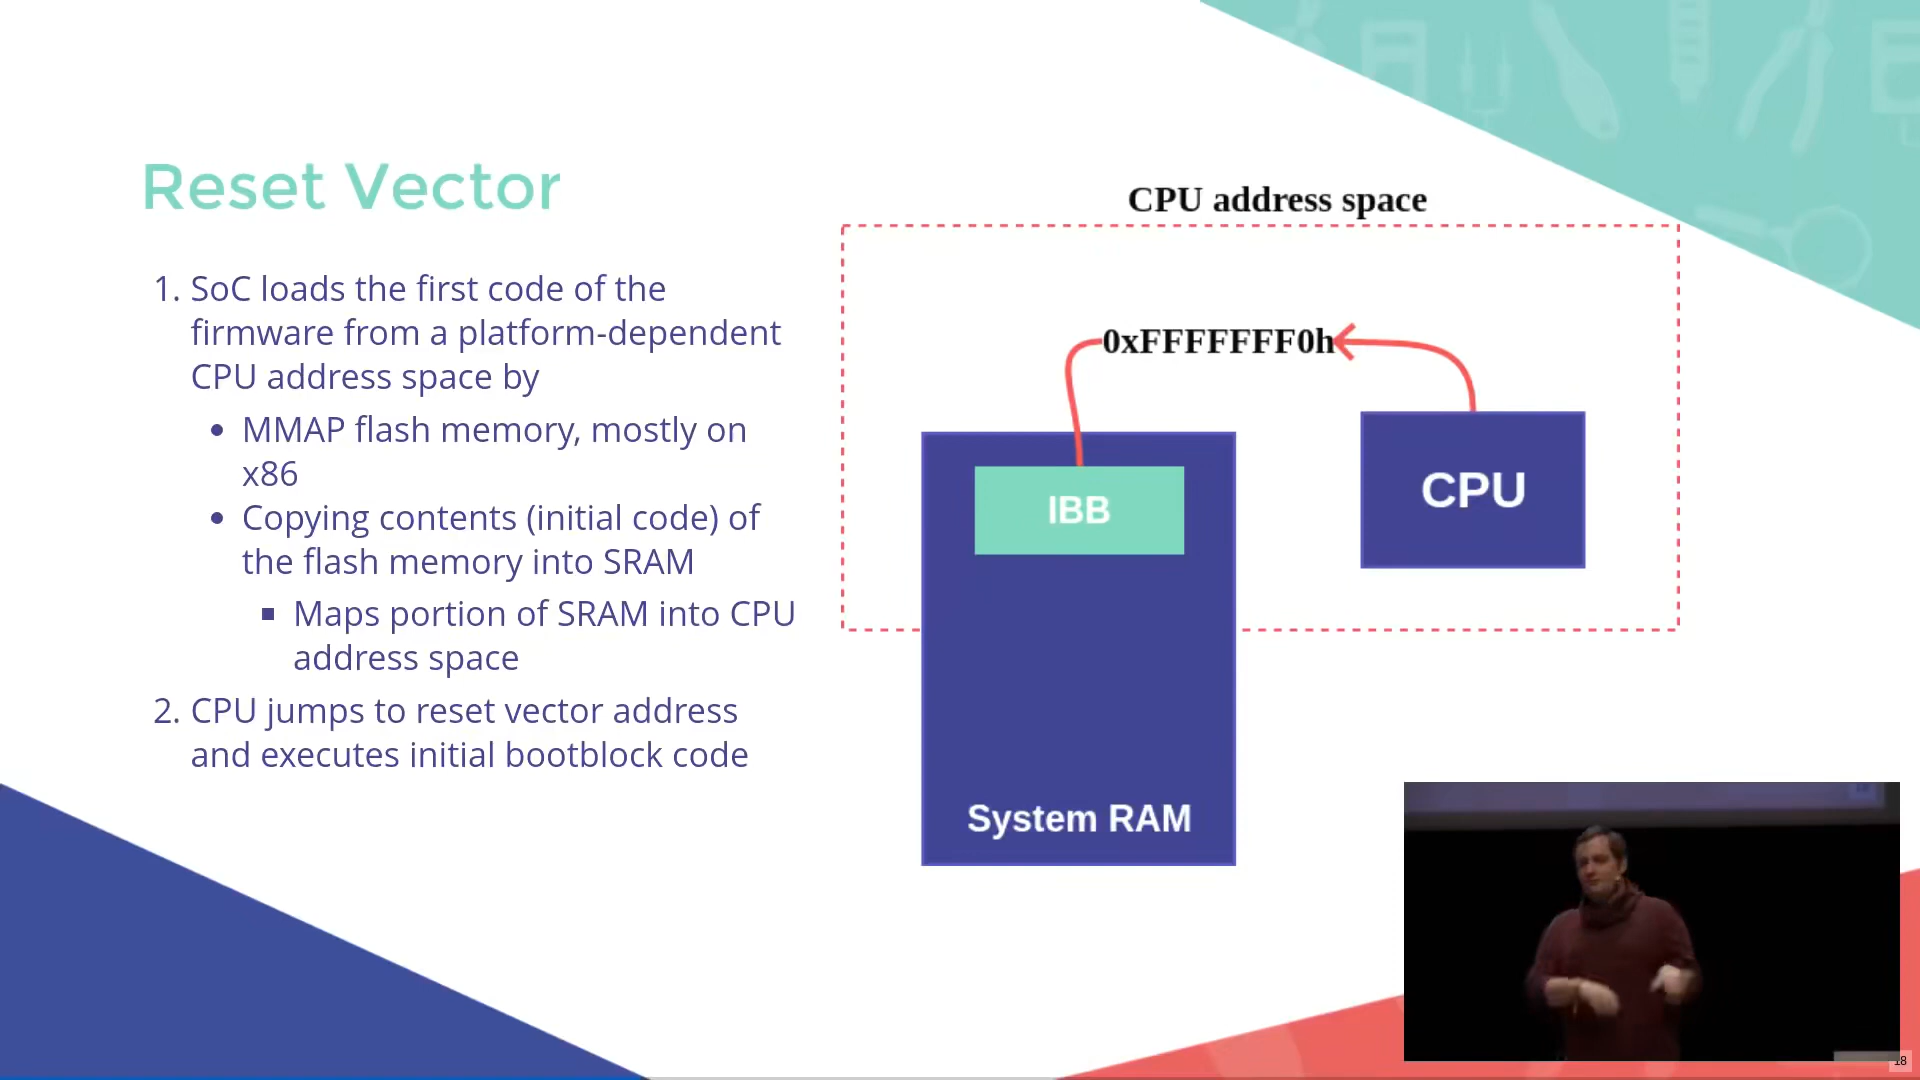 Reset Vector
1. SoC loads the first code of the
firmware from a platform-dependent
CPU address space by
• MMAP flash memory, mostly on
x86
• Copying contents (initial code) of
the flash memory into SRAM
▪ Maps portion of SRAM into CPU
address space
2. CPU jumps to reset vector address
and executes initial bootblock code
CPU address space
0xFFFFFFF0h
IBB
CPU
System RAM
18